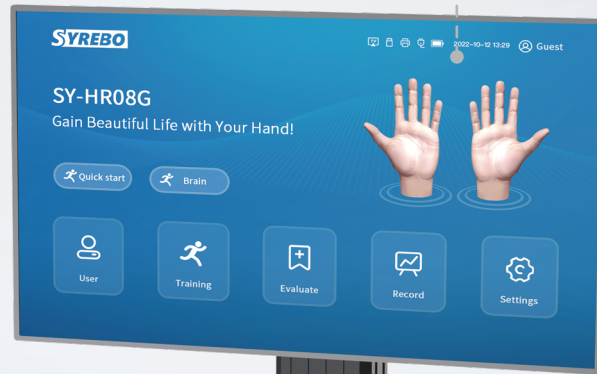 SYREBO
2022-10-12 13:29 Guest
SY-HR08G
Gain Beautiful Life with Your Hand!
Quick start
Brain
User
Training
Evaluate
Record
Settings